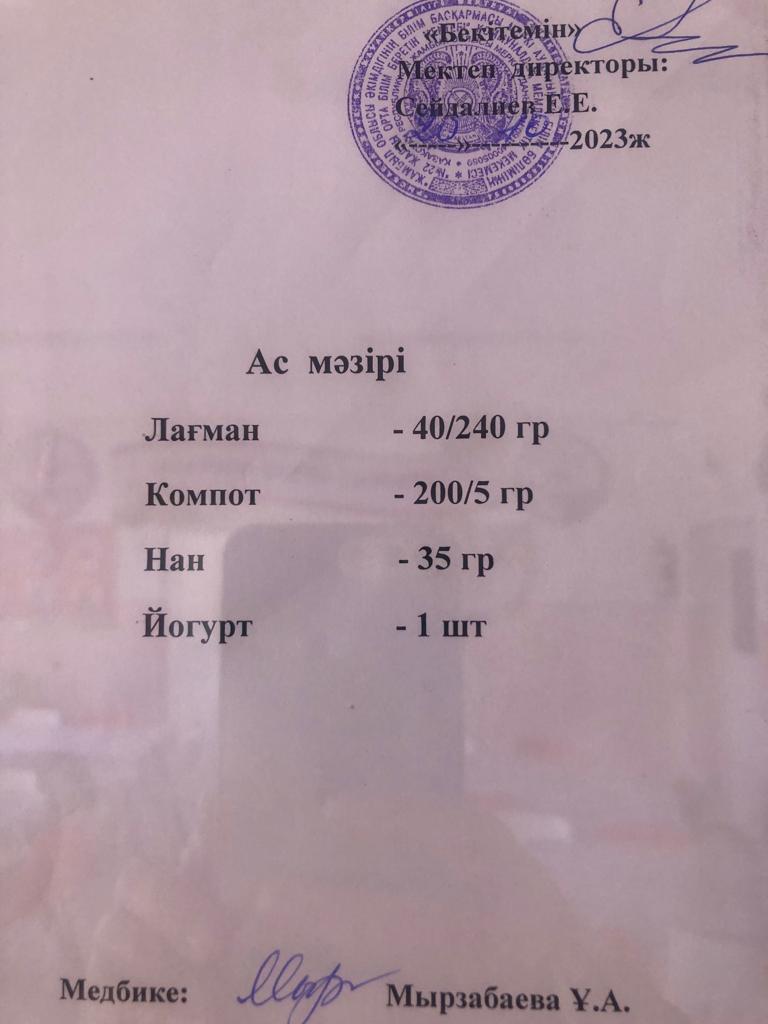 «Бекітемін»
Мектеп директоры:
Сейдалиев Е.Е.
«-----»---------2023ж
Ас мәзірі
Лағман - 40/240 гр
Компот - 200/5 гр
Нан - 35 гр
Йогурт - 1 шт
Медбике: Мырзабаева Ұ.А.